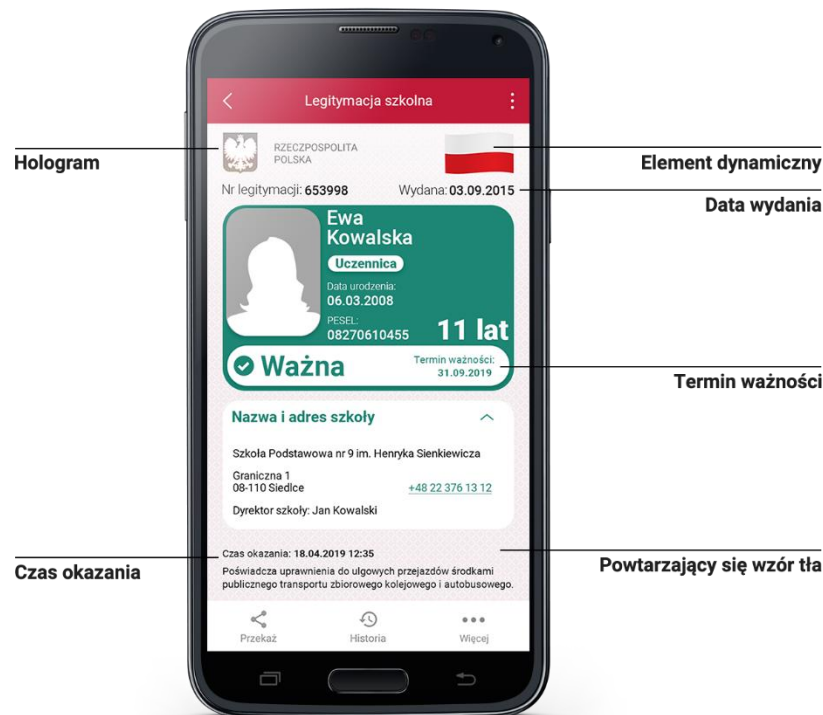 Legitymacja szkolna
RZECZPOSPOLITA
POLSKA
Hologram
Element dynamiczny
Nr legitymacji: 653998
Wydana: 03.09.2015
Data wydania
Ewa
Kowalska
Uczennica
Data urodzenia:
06.03.2008
PESEL:
08270610455
11 lat
Ważna
Termin ważności:
31.09.2019
Termin ważności
Nazwa i adres szkoły
Szkoła Podstawowa nr 9 im. Henryka Sienkiewicza
Graniczna 1
08-110 Siedlce
+48 22 376 13 12
Dyrektor szkoły: Jan Kowalski
Czas okazania: 18.04.2019 12:35
Czas okazania
Powtarzający się wzór tła
Poświadcza uprawnienia do ulgowych przejazdów środkami
publicznego transportu zbiorowego kolejowego i autobusowego.
Przekaż
Historia
Więcej